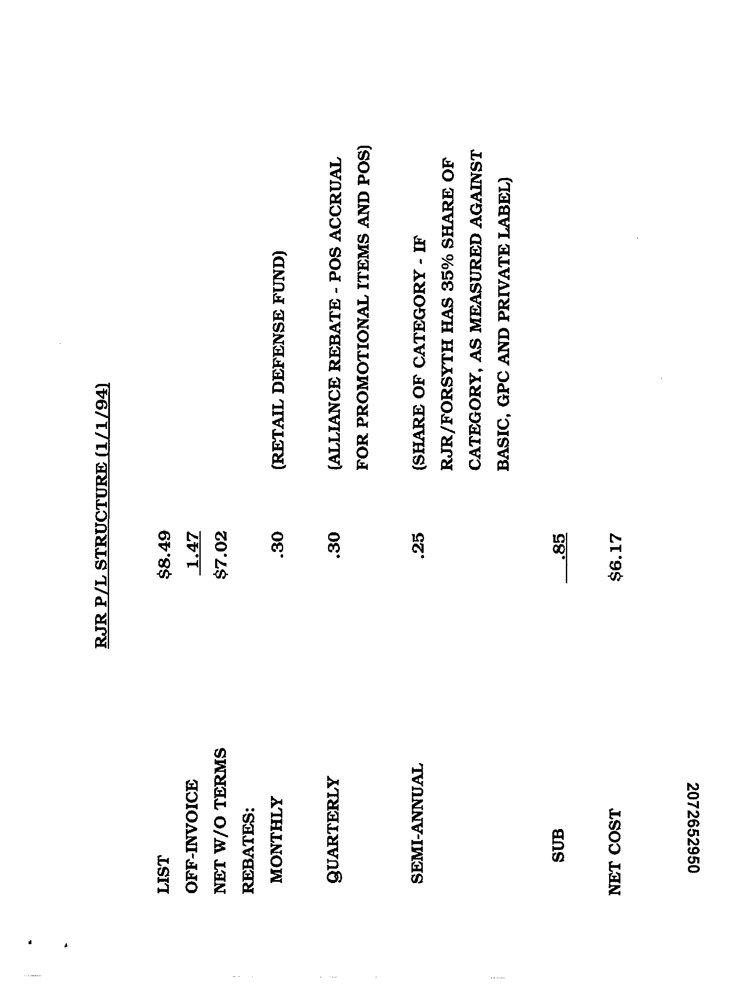 RJR P/L STRUCTURE (1/1/94)
LIST $8.49
OFF-INVOICE 1.47
NET W/O TERMS $7.02
REBATES:
MONTHLY .30 (RETAIL DEFENSE FUND)
QUARTERLY .30 (ALLIANCE REBATE - POS ACCRUAL
FOR PROMOTIONAL ITEMS AND POS)
SEMI-ANNUAL .25 (SHARE OF CATEGORY - IF
RJR/FORSYTH HAS 35% SHARE OF
CATEGORY, AS MEASURED AGAINST
BASIC, GPC AND PRIVATE LABEL)
SUB .85
NET COST $6.17
2072652950